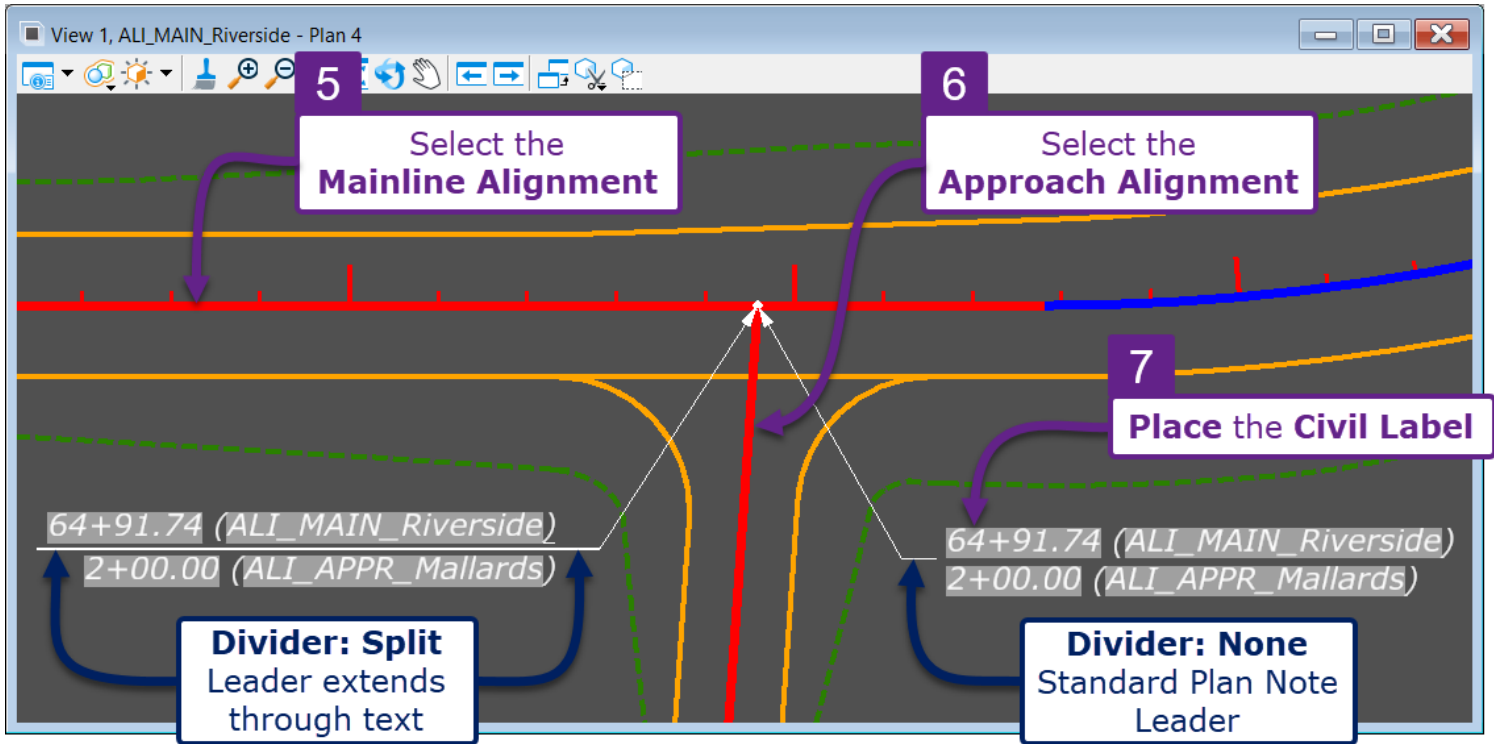 View 1, ALI_MAIN_Riverside - Plan 4
5
Select the
Mainline Alignment
6
Select the
Approach Alignment
7
Place the Civil Label
64+91.74 (ALI_MAIN_Riverside)
2+00.00 (ALI_APPR_Mallards)
64+91.74 (ALI_MAIN_Riverside)
2+00.00 (ALI_APPR_Mallards)
Divider: Split
Leader extends
through text
Divider: None
Standard Plan Note
Leader